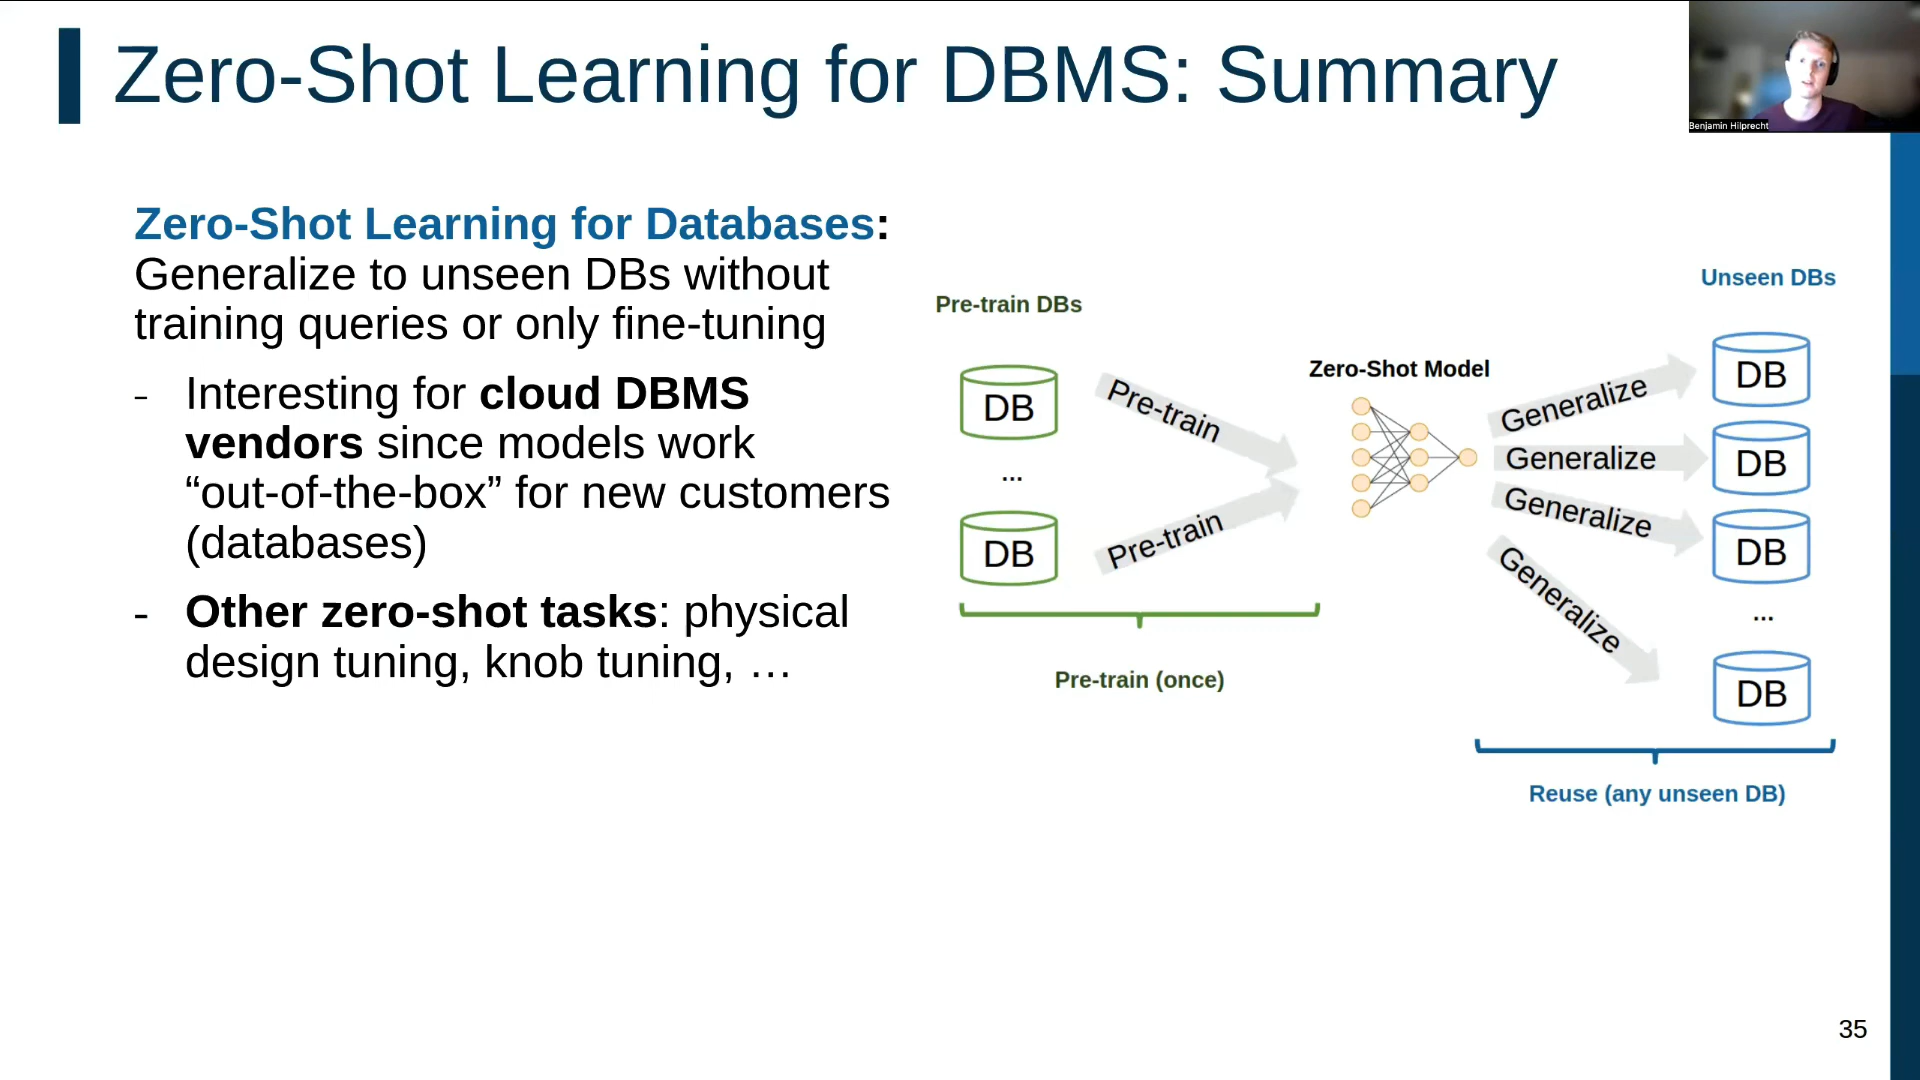 Zero-Shot Learning for DBMS: Summary
Benjamin Hilprecht
Zero-Shot Learning for Databases:
Generalize to unseen DBs without
training queries or only fine-tuning
- Interesting for cloud DBMS
vendors since models work
“out-of-the-box” for new customers
(databases)
- Other zero-shot tasks: physical
design tuning, knob tuning, …
Pre-train DBs
DB
...
DB
Pre-train
Pre-train
Pre-train (once)
Zero-Shot Model
Generalize
Generalize
Generalize
Generalize
Unseen DBs
DB
DB
DB
...
DB
Reuse (any unseen DB)
35